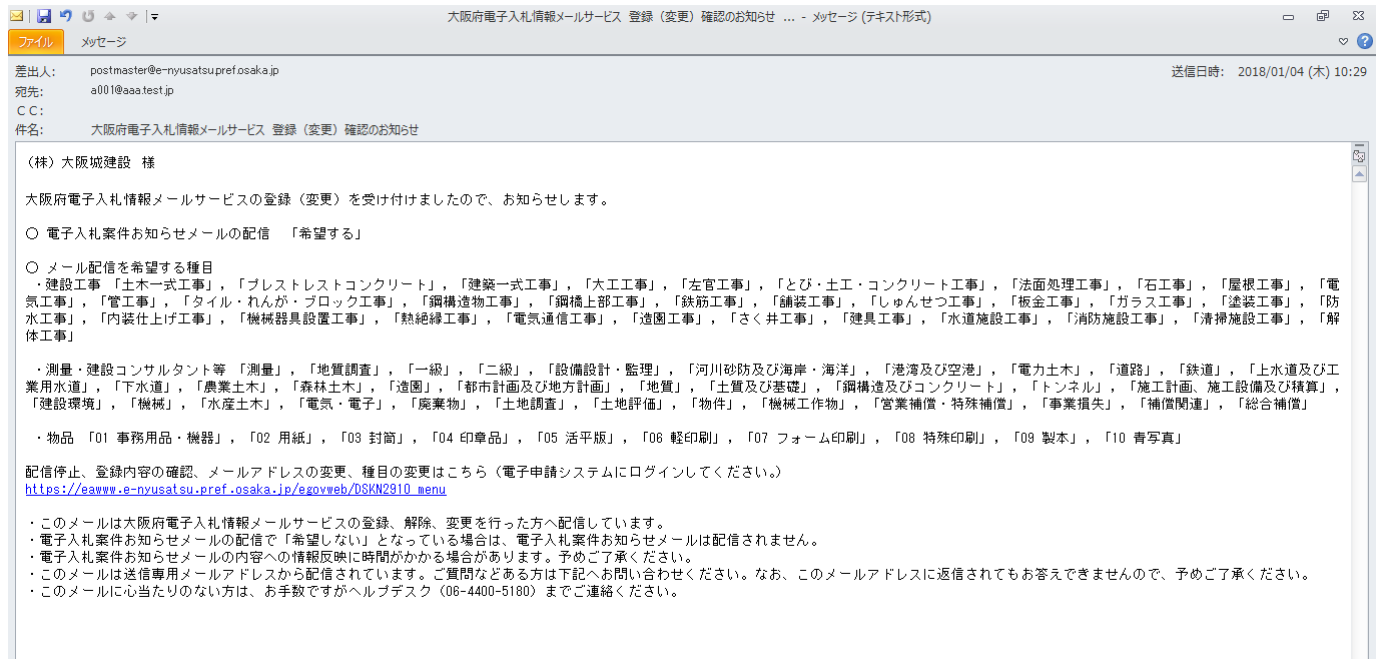 大阪府電子入札情報メールサービス 登録（変更）確認のお知らせ ... - メッセージ (テキスト形式)
ファイル メッセージ
差出人: postmaster@e-nyusatsu.pref.osaka.jp 送信日時: 2018/01/04 (木) 10:29
宛先: a001@aaa.test.jp
ＣＣ:
件名: 大阪府電子入札情報メールサービス 登録（変更）確認のお知らせ
（株）大阪城建設 様
大阪府電子入札情報メールサービスの登録（変更）を受け付けましたので、お知らせします。
○ 電子入札案件お知らせメールの配信 「希望する」
○ メール配信を希望する種目
・建設工事 「土木一式工事」，「プレストレストコンクリート」，「建築一式工事」，「大工工事」，「左官工事」，「とび・土工・コンクリート工事」，「法面処理工事」，「石工事」，「屋根工事」，「電
気工事」，「管工事」，「タイル・れんが・ブロック工事」，「鋼構造物工事」，「鋼橋上部工事」，「鉄筋工事」，「舗装工事」，「しゅんせつ工事」，「板金工事」，「ガラス工事」，「塗装工事」，「防
水工事」，「内装仕上げ工事」，「機械器具設置工事」，「熱絶縁工事」，「電気通信工事」，「造園工事」，「さく井工事」，「建具工事」，「水道施設工事」，「消防施設工事」，「清掃施設工事」，「解
体工事」
・測量・建設コンサルタント等 「測量」，「地質調査」，「一級」，「二級」，「設備設計・監理」，「河川砂防及び海岸・海洋」，「港湾及び空港」，「電力土木」，「道路」，「鉄道」，「上水道及び工
業用水道」，「下水道」，「農業土木」，「森林土木」，「造園」，「都市計画及び地方計画」，「地質」，「土質及び基礎」，「鋼構造及びコンクリート」，「トンネル」，「施工計画、施工設備及び積算」，
「建設環境」，「機械」，「水産土木」，「電気・電子」，「廃棄物」，「土地調査」，「土地評価」，「物件」，「機械工作物」，「営業補償・特殊補償」，「事業損失」，「補償関連」，「総合補償」
・物品 「01 事務用品・機器」，「02 用紙」，「03 封筒」，「04 印章品」，「05 活平版」，「06 軽印刷」，「07 フォーム印刷」，「08 特殊印刷」，「09 製本」，「10 青写真」
配信停止、登録内容の確認、メールアドレスの変更、種目の変更はこちら（電子申請システムにログインしてください。）
https://eawww.e-nyusatsu.pref.osaka.jp/egovweb/DSKN2910_menu
・このメールは大阪府電子入札情報メールサービスの登録、解除、変更を行った方へ配信しています。
・電子入札案件お知らせメールの配信で「希望しない」となっている場合は、電子入札案件お知らせメールは配信されません。
・電子入札案件お知らせメールの内容への情報反映に時間がかかる場合があります。予めご了承ください。
・このメールは送信専用メールアドレスから配信されています。ご質問などある方は下記へお問い合わせください。なお、このメールアドレスに返信されてもお答えできませんので、予めご了承ください。
・このメールに心当たりのない方は、お手数ですがヘルプデスク（06-4400-5180）までご連絡ください。